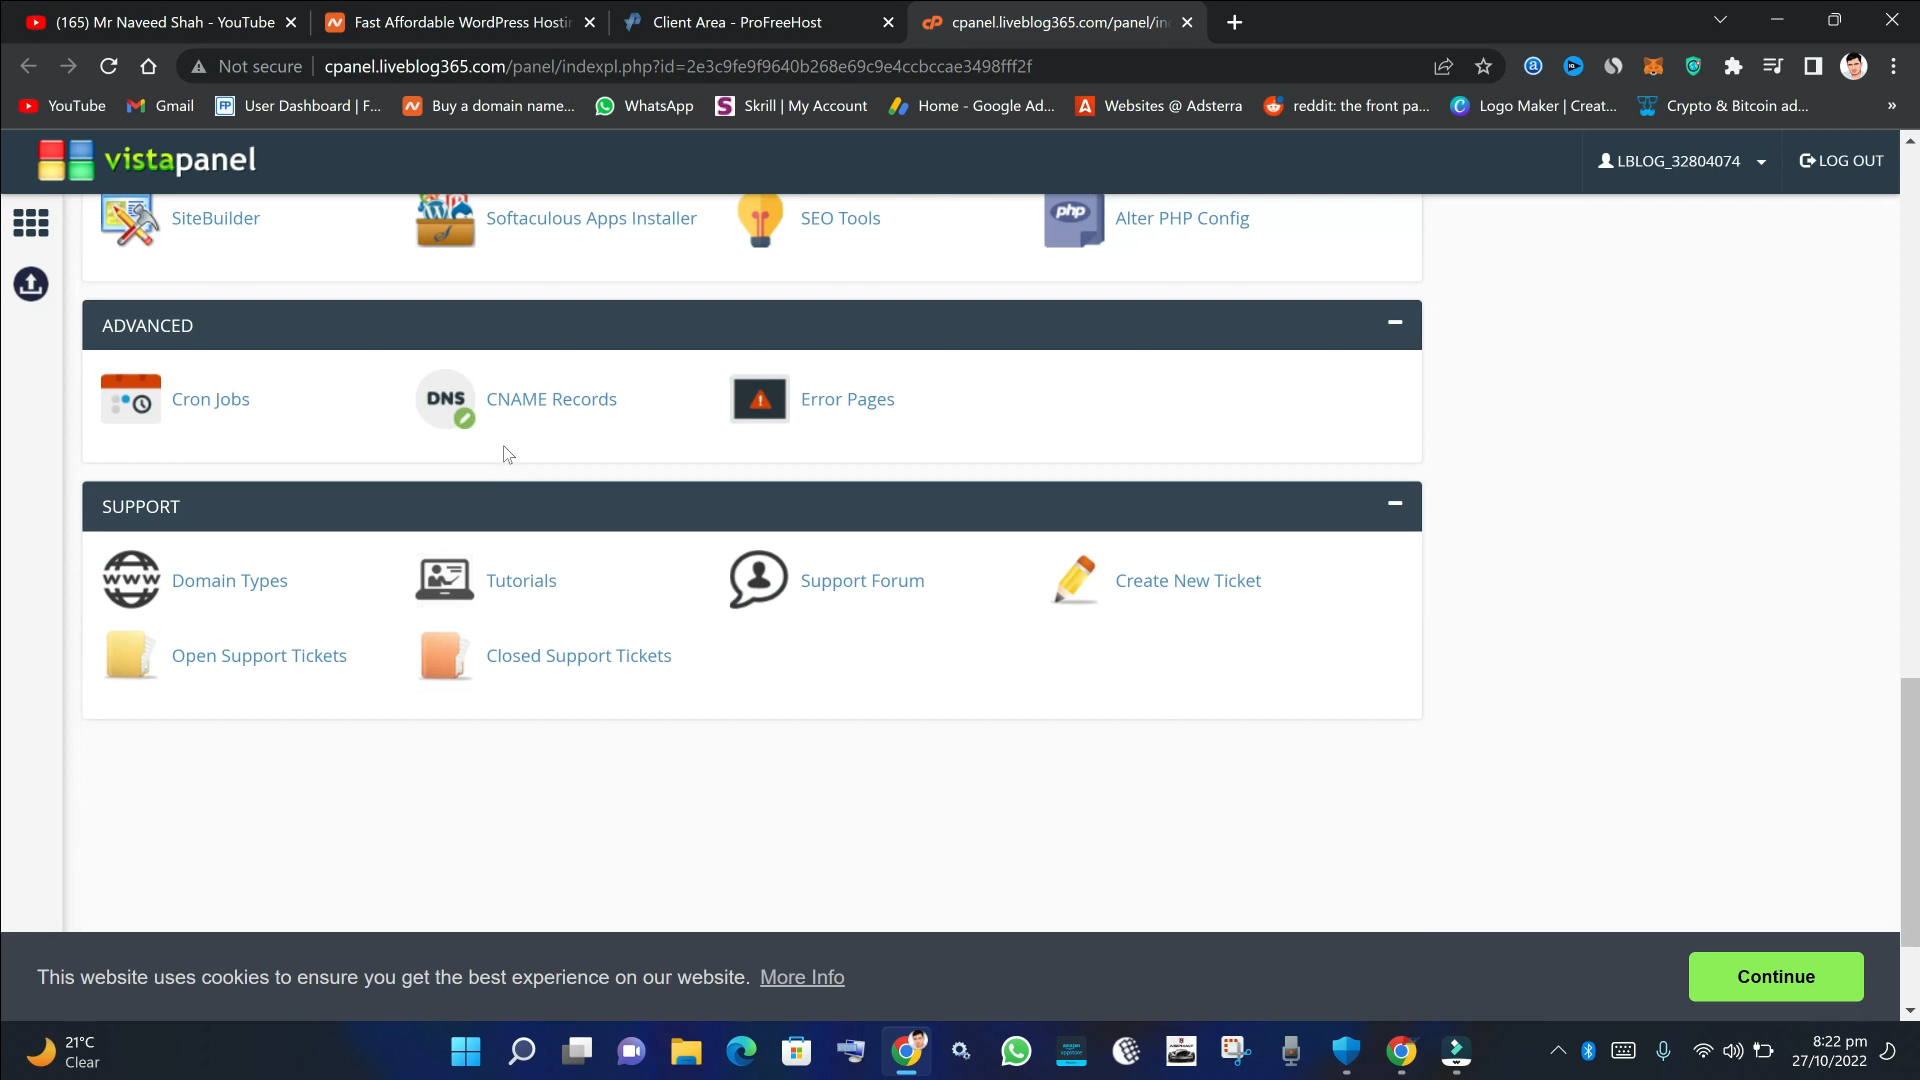 (165) Mr Naveed Shah - YouTube
Fast Affordable WordPress Hostin
Client Area - ProFreeHost
cpanel.liveblog365.com/panel/in
Not secure
cpanel.liveblog365.com/panel/indexpl.php?id=2e3c9fe9f9640b268e69c9e4ccbccae3498fff2f
YouTube
Gmail
User Dashboard | F...
Buy a domain name...
WhatsApp
Skrill | My Account
Home - Google Ad...
Websites @ Adsterra
reddit: the front pa...
Logo Maker | Creat...
Crypto & Bitcoin ad...
»
vistapanel
LBLOG_32804074
LOG OUT
SiteBuilder
Softaculous Apps Installer
SEO Tools
php
Alter PHP Config
ADVANCED
Cron Jobs
DNS
CNAME Records
Error Pages
SUPPORT
WWW
Domain Types
Tutorials
Support Forum
Create New Ticket
Open Support Tickets
Closed Support Tickets
This website uses cookies to ensure you get the best experience on our website. More Info
Continue
21°C
Clear
8:22 pm
27/10/2022